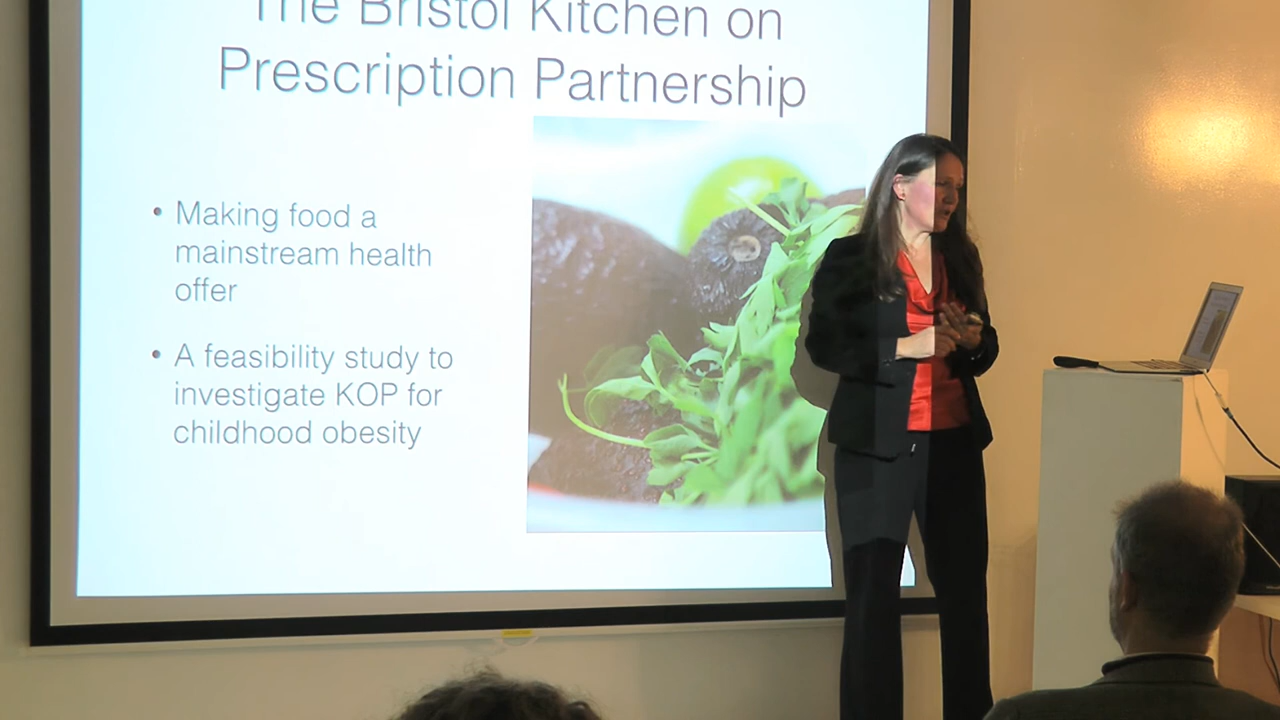 The Bristol Kitchen on
Prescription Partnership
• Making food a
mainstream health
offer
• A feasibility study to
investigate KOP for
childhood obesity